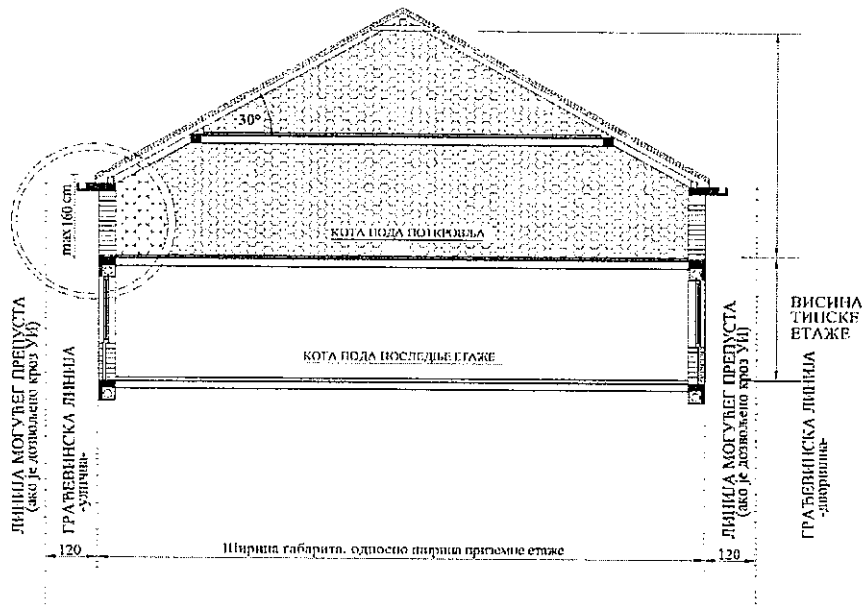 30°
max 160 cm
КОТА ПОДА ПОТКРОВЉА
КОТА ПОДА ПОСЛЕДЊЕ ЕТАЖЕ
ВИСИНА
ТИПСКЕ
ЕТАЖЕ
ЛИНИЈА МОГУЋЕГ ПРЕПУСТА
(ако је дозвољено кроз УП)
ГРАЂЕВИНСКА ЛИНИЈА
-улична-
ЛИНИЈА МОГУЋЕГ ПРЕПУСТА
(ако је дозвољено кроз УП)
ГРАЂЕВИНСКА ЛИНИЈА
-дворишна-
120
Ширина габарита, односно ширина приземне етаже
120